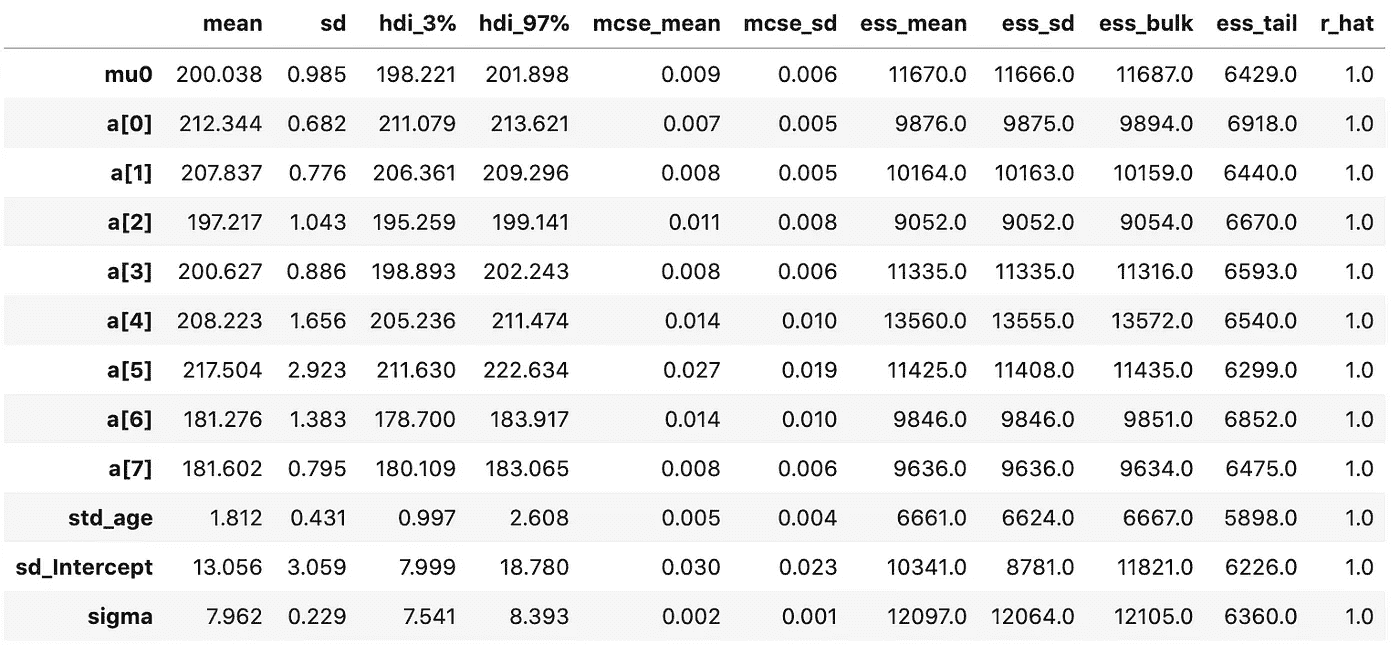 mean sd hdi_3% hdi_97% mcse_mean mcse_sd ess_mean ess_sd ess_bulk ess_tail r_hat
mu0 200.038 0.985 198.221 201.898 0.009 0.006 11670.0 11666.0 11687.0 6429.0 1.0
a[0] 212.344 0.682 211.079 213.621 0.007 0.005 9876.0 9875.0 9894.0 6918.0 1.0
a[1] 207.837 0.776 206.361 209.296 0.008 0.005 10164.0 10163.0 10159.0 6440.0 1.0
a[2] 197.217 1.043 195.259 199.141 0.011 0.008 9052.0 9052.0 9054.0 6670.0 1.0
a[3] 200.627 0.886 198.893 202.243 0.008 0.006 11335.0 11335.0 11316.0 6593.0 1.0
a[4] 208.223 1.656 205.236 211.474 0.014 0.010 13560.0 13555.0 13572.0 6540.0 1.0
a[5] 217.504 2.923 211.630 222.634 0.027 0.019 11425.0 11408.0 11435.0 6299.0 1.0
a[6] 181.276 1.383 178.700 183.917 0.014 0.010 9846.0 9846.0 9851.0 6852.0 1.0
a[7] 181.602 0.795 180.109 183.065 0.008 0.006 9636.0 9636.0 9634.0 6475.0 1.0
std_age 1.812 0.431 0.997 2.608 0.005 0.004 6661.0 6624.0 6667.0 5898.0 1.0
sd_Intercept 13.056 3.059 7.999 18.780 0.030 0.023 10341.0 8781.0 11821.0 6226.0 1.0
sigma 7.962 0.229 7.541 8.393 0.002 0.001 12097.0 12064.0 12105.0 6360.0 1.0